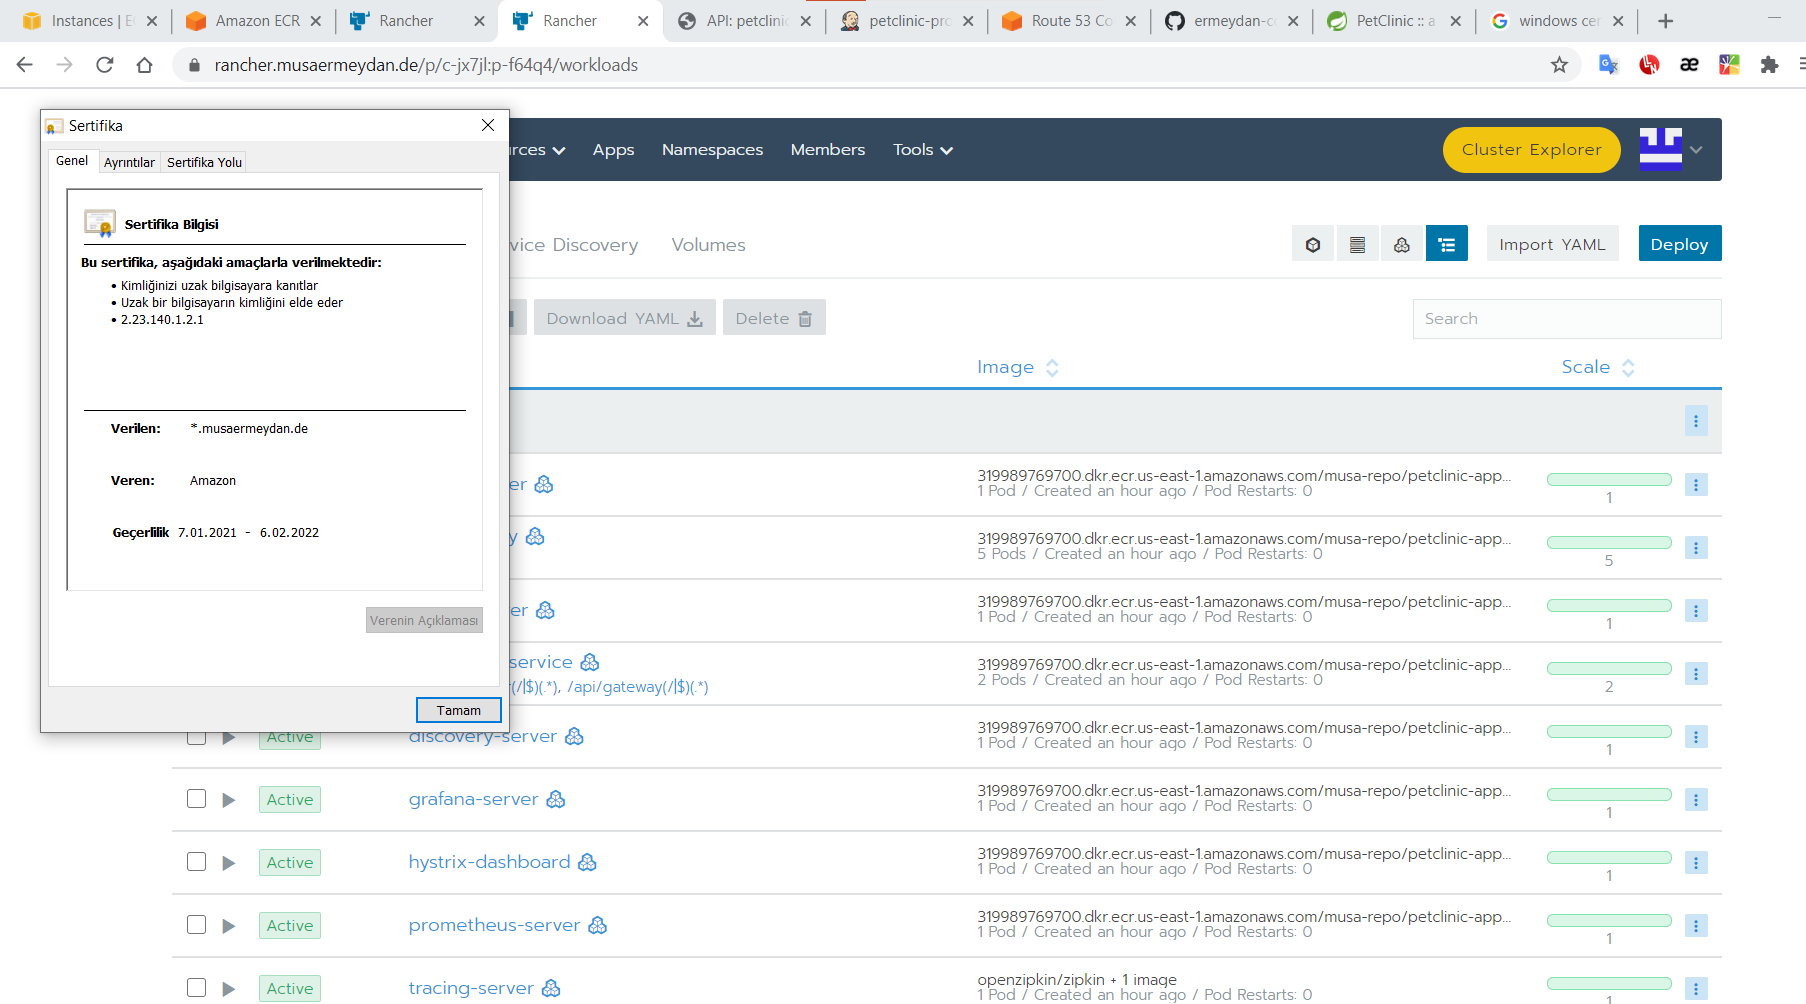 Instances | E
Amazon ECR
Rancher
Rancher
API: petclinic
petclinic-pro
Route 53 Co
ermeydan-c
PetClinic :: a
windows cer
rancher.musaermeydan.de/p/c-jx7jl:p-f64q4/workloads
Sertifika
Genel
Ayrıntılar
Sertifika Yolu
Sertifika Bilgisi
Bu sertifika, aşağıdaki amaçlarla verilmektedir:
• Kimliğinizi uzak bilgisayara kanıtlar
• Uzak bir bilgisayarın kimliğini elde eder
• 2.23.140.1.2.1
Verilen: *.musaermeydan.de
Veren: Amazon
Geçerlilik 7.01.2021 - 6.02.2022
Verenin Açıklaması
Tamam
urces
Apps
Namespaces
Members
Tools
Cluster Explorer
vice Discovery
Volumes
Import YAML
Deploy
Download YAML
Delete
Search
Image
Scale
er
319989769700.dkr.ecr.us-east-1.amazonaws.com/musa-repo/petclinic-app...
1 Pod / Created an hour ago / Pod Restarts: 0
1
y
319989769700.dkr.ecr.us-east-1.amazonaws.com/musa-repo/petclinic-app...
5 Pods / Created an hour ago / Pod Restarts: 0
5
er
319989769700.dkr.ecr.us-east-1.amazonaws.com/musa-repo/petclinic-app...
1 Pod / Created an hour ago / Pod Restarts: 0
1
service
r(/|$)(.*), /api/gateway(/|$)(.*)
319989769700.dkr.ecr.us-east-1.amazonaws.com/musa-repo/petclinic-app...
2 Pods / Created an hour ago / Pod Restarts: 0
2
Active
discovery-server
319989769700.dkr.ecr.us-east-1.amazonaws.com/musa-repo/petclinic-app...
1 Pod / Created an hour ago / Pod Restarts: 0
1
Active
grafana-server
319989769700.dkr.ecr.us-east-1.amazonaws.com/musa-repo/petclinic-app...
1 Pod / Created an hour ago / Pod Restarts: 0
1
Active
hystrix-dashboard
319989769700.dkr.ecr.us-east-1.amazonaws.com/musa-repo/petclinic-app...
1 Pod / Created an hour ago / Pod Restarts: 0
1
Active
prometheus-server
319989769700.dkr.ecr.us-east-1.amazonaws.com/musa-repo/petclinic-app...
1 Pod / Created an hour ago / Pod Restarts: 0
1
Active
tracing-server
openzipkin/zipkin + 1 image
1 Pod / Created an hour ago / Pod Restarts: 0
1